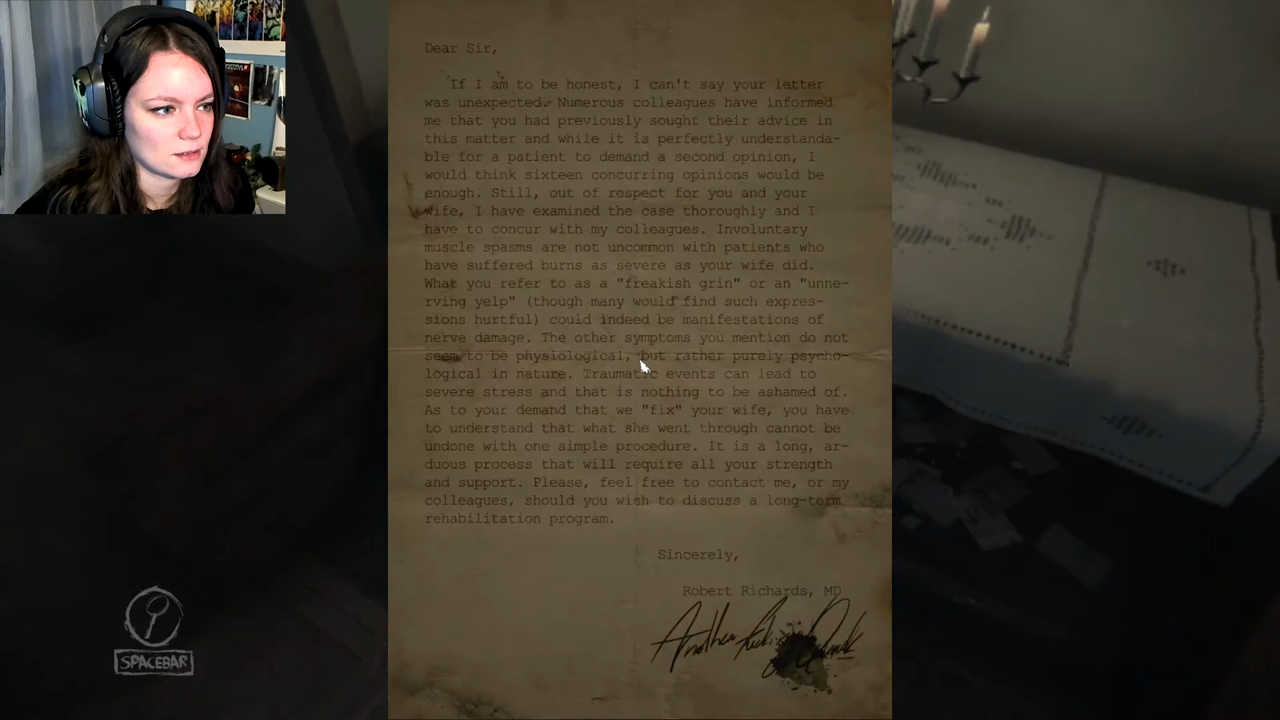 Dear Sir,
If I am to be honest, I can't say your letter
was unexpected. Numerous colleagues have informed
me that you had previously sought their advice in
this matter and while it is perfectly understanda-
ble for a patient to demand a second opinion, I
would think sixteen concurring opinions would be
enough. Still, out of respect for you and your
wife, I have examined the case thoroughly and I
have to concur with my colleagues. Involuntary
muscle spasms are not uncommon with patients who
have suffered burns as severe as your wife did.
What you refer to as a "freakish grin" or an "unne-
rving yelp" (though many would find such expres-
sions hurtful) could indeed be manifestations of
nerve damage. The other symptoms you mention do not
seem to be physiological, but rather purely psycho-
logical in nature. Traumatic events can lead to
severe stress and that is nothing to be ashamed of.
As to your demand that we "fix" your wife, you have
to understand that what she went through cannot be
undone with one simple procedure. It is a long, ar-
duous process that will require all your strength
and support. Please, feel free to contact me, or my
colleagues, should you wish to discuss a long-term
rehabilitation program.
Sincerely,
Robert Richards, MD
Another
SPACEBAR